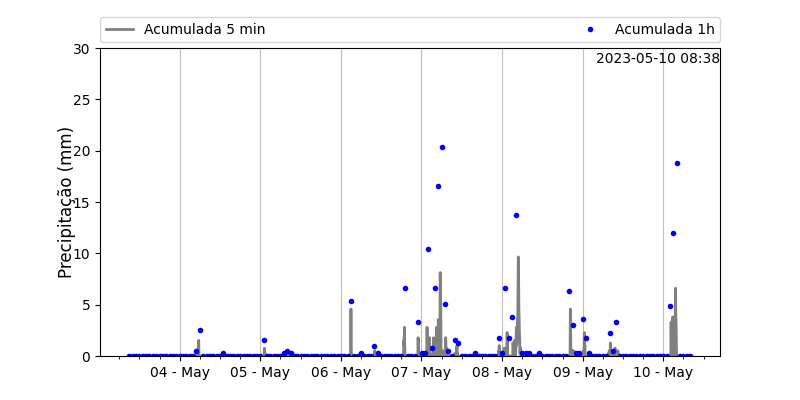 Acumulada 5 min
Acumulada 1h
2023-05-10 08:38
Precipitação (mm)
30
25
20
15
10
5
0
04 - May
05 - May
06 - May
07 - May
08 - May
09 - May
10 - May